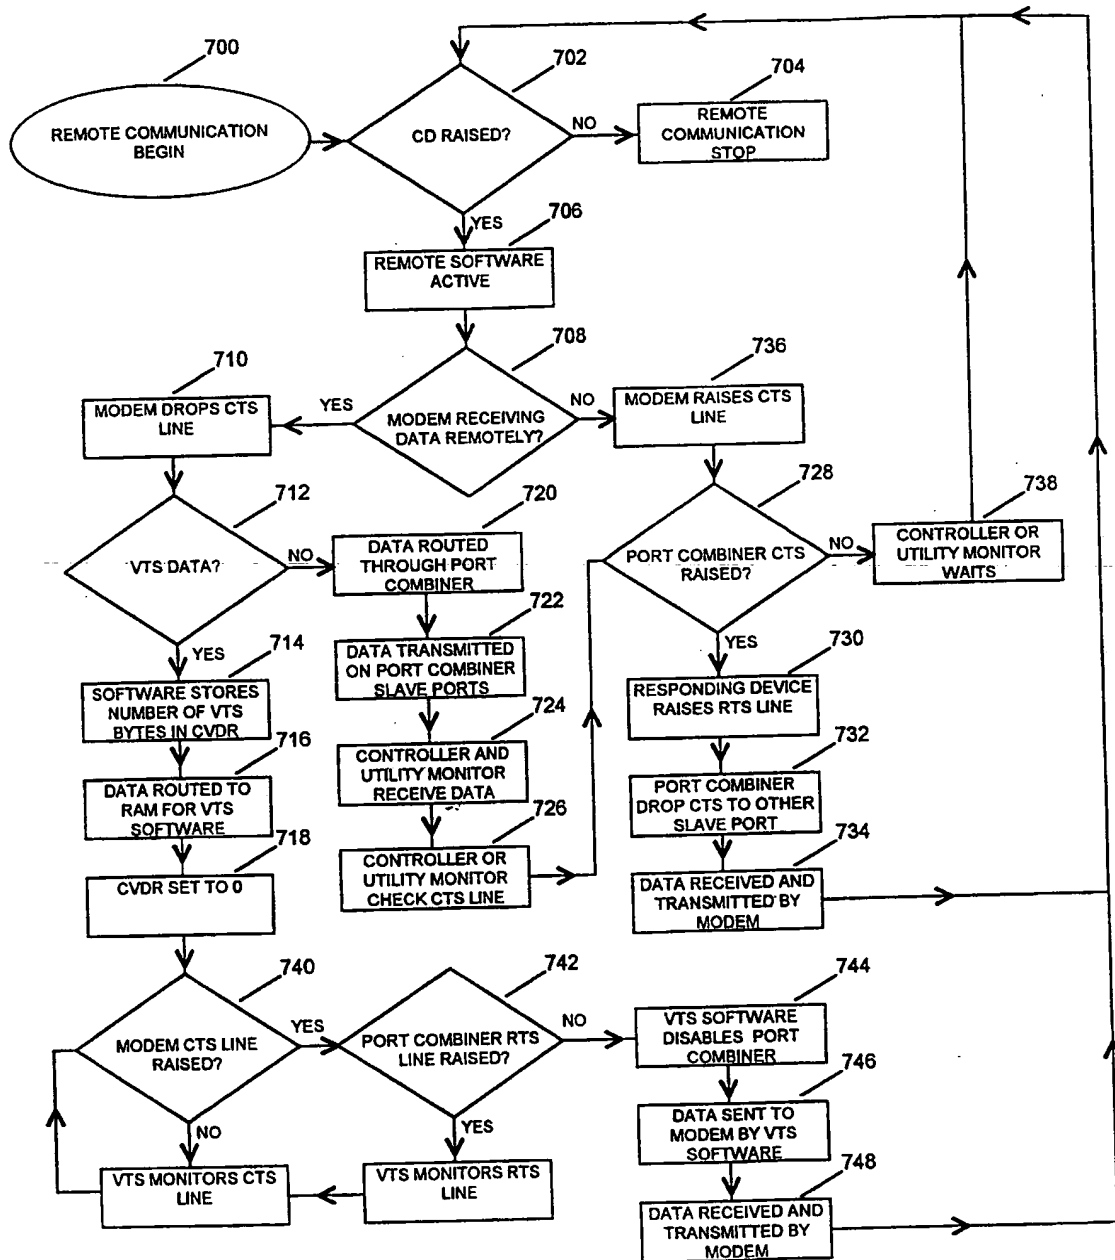 700
REMOTE COMMUNICATION
BEGIN
702
CD RAISED?
NO
704
REMOTE
COMMUNICATION
STOP
YES
706
REMOTE SOFTWARE
ACTIVE
708
MODEM RECEIVING
DATA REMOTELY?
YES
710
MODEM DROPS CTS
LINE
NO
736
MODEM RAISES CTS
LINE
712
VTS DATA?
NO
720
DATA ROUTED
THROUGH PORT
COMBINER
728
PORT COMBINER CTS
RAISED?
NO
738
CONTROLLER OR
UTILITY MONITOR
WAITS
YES
714
SOFTWARE STORES
NUMBER OF VTS
BYTES IN CVDR
722
DATA TRANSMITTED
ON PORT COMBINER
SLAVE PORTS
YES
730
RESPONDING DEVICE
RAISES RTS LINE
716
DATA ROUTED TO
RAM FOR VTS
SOFTWARE
724
CONTROLLER AND
UTILITY MONITOR
RECEIVE DATA
732
PORT COMBINER
DROP CTS TO OTHER
SLAVE PORT
718
CVDR SET TO 0
726
CONTROLLER OR
UTILITY MONITOR
CHECK CTS LINE
734
DATA RECEIVED AND
TRANSMITTED BY
MODEM
740
MODEM CTS LINE
RAISED?
YES
742
PORT COMBINER RTS
LINE RAISED?
NO
744
VTS SOFTWARE
DISABLES PORT
COMBINER
746
DATA SENT TO
MODEM BY VTS
SOFTWARE
NO
VTS MONITORS CTS
LINE
YES
VTS MONITORS RTS
LINE
748
DATA RECEIVED AND
TRANSMITTED BY
MODEM